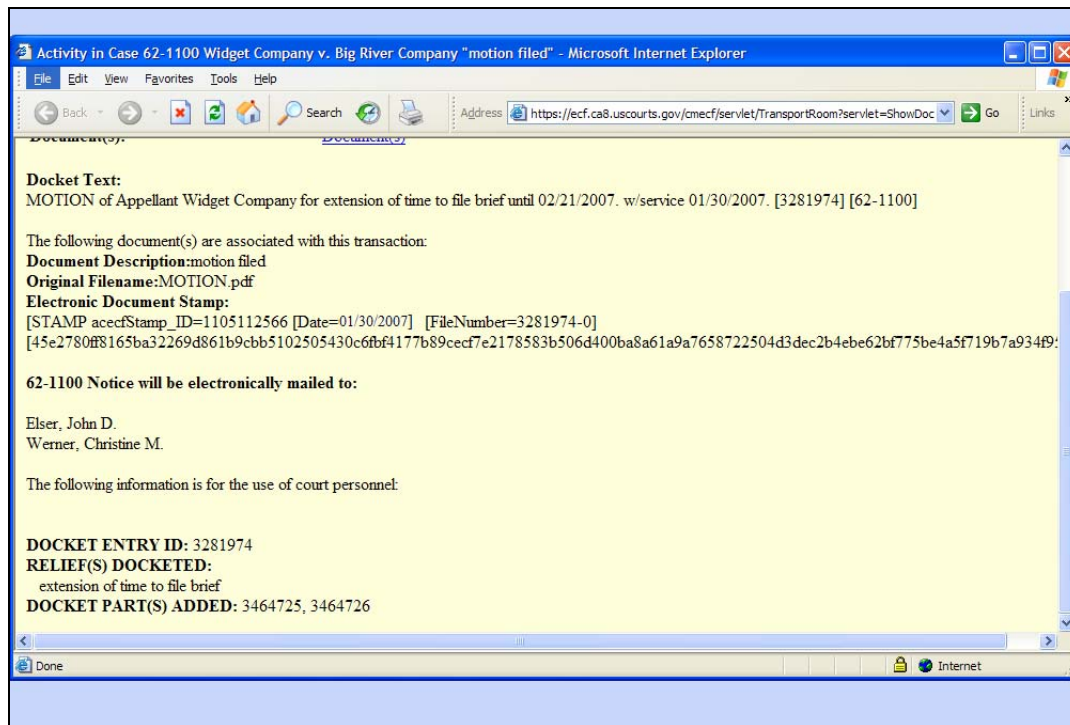 Activity in Case 62-1100 Widget Company v. Big River Company "motion filed" - Microsoft Internet Explorer
File Edit View Favorites Tools Help
Back Search Address https://ecf.ca8.uscourts.gov/cmecf/servlet/TransportRoom?servlet=ShowDoc Go Links »
Document(s): Document(s)
Docket Text:
MOTION of Appellant Widget Company for extension of time to file brief until 02/21/2007. w/service 01/30/2007. [3281974] [62-1100]
The following document(s) are associated with this transaction:
Document Description:motion filed
Original Filename:MOTION.pdf
Electronic Document Stamp:
[STAMP acecfStamp_ID=1105112566 [Date=01/30/2007] [FileNumber=3281974-0]
[45e2780ff8165ba32269d861b9cbb5102505430c6fbf4177b89cecf7e2178583b506d400ba8a61a9a7658722504d3dec2b4ebe62bf775be4a5f719b7a934f95
62-1100 Notice will be electronically mailed to:
Elser, John D.
Werner, Christine M.
The following information is for the use of court personnel:
DOCKET ENTRY ID: 3281974
RELIEF(S) DOCKETED:
extension of time to file brief
DOCKET PART(S) ADDED: 3464725, 3464726
Done Internet